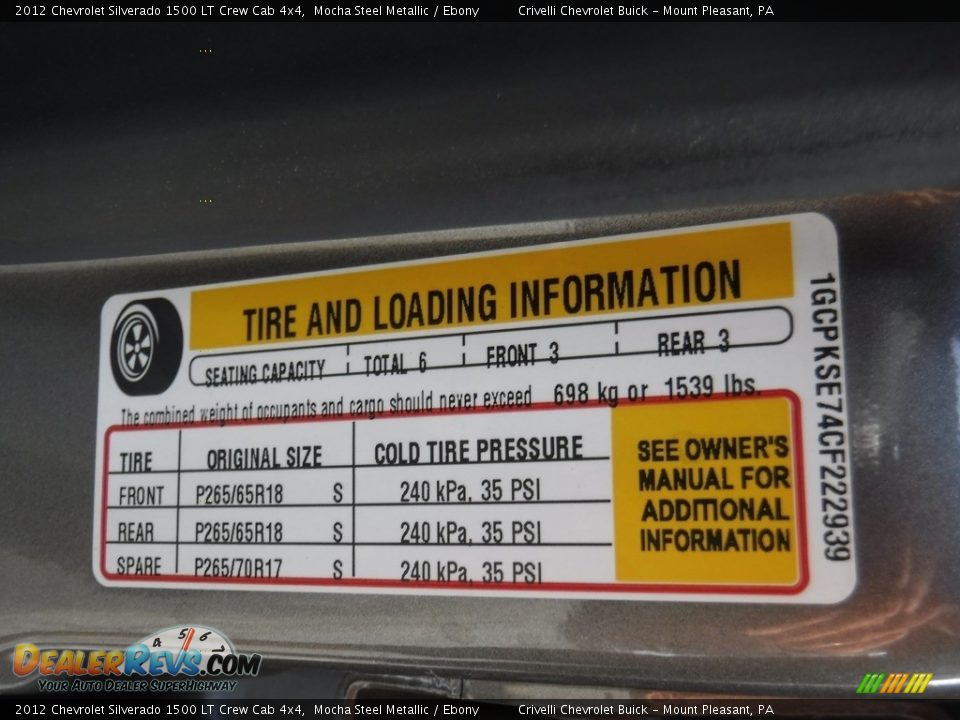 2012 Chevrolet Silverado 1500 LT Crew Cab 4x4, Mocha Steel Metallic / Ebony Crivelli Chevrolet Buick - Mount Pleasant, PA
TIRE AND LOADING INFORMATION
SEATING CAPACITY TOTAL 6 FRONT 3 REAR 3
The combined weight of occupants and cargo should never exceed 698 kg or 1539 lbs.
TIRE ORIGINAL SIZE COLD TIRE PRESSURE
FRONT P265/65R18 S 240 kPa, 35 PSI
REAR P265/65R18 S 240 kPa, 35 PSI
SPARE P265/70R17 S 240 kPa, 35 PSI
SEE OWNER'S
MANUAL FOR
ADDITIONAL
INFORMATION
1GCPKSE74CF222939
4 5 6 7
DEALERREVS.COM
YOUR AUTO DEALER SUPERHIGHWAY
2012 Chevrolet Silverado 1500 LT Crew Cab 4x4, Mocha Steel Metallic / Ebony Crivelli Chevrolet Buick - Mount Pleasant, PA